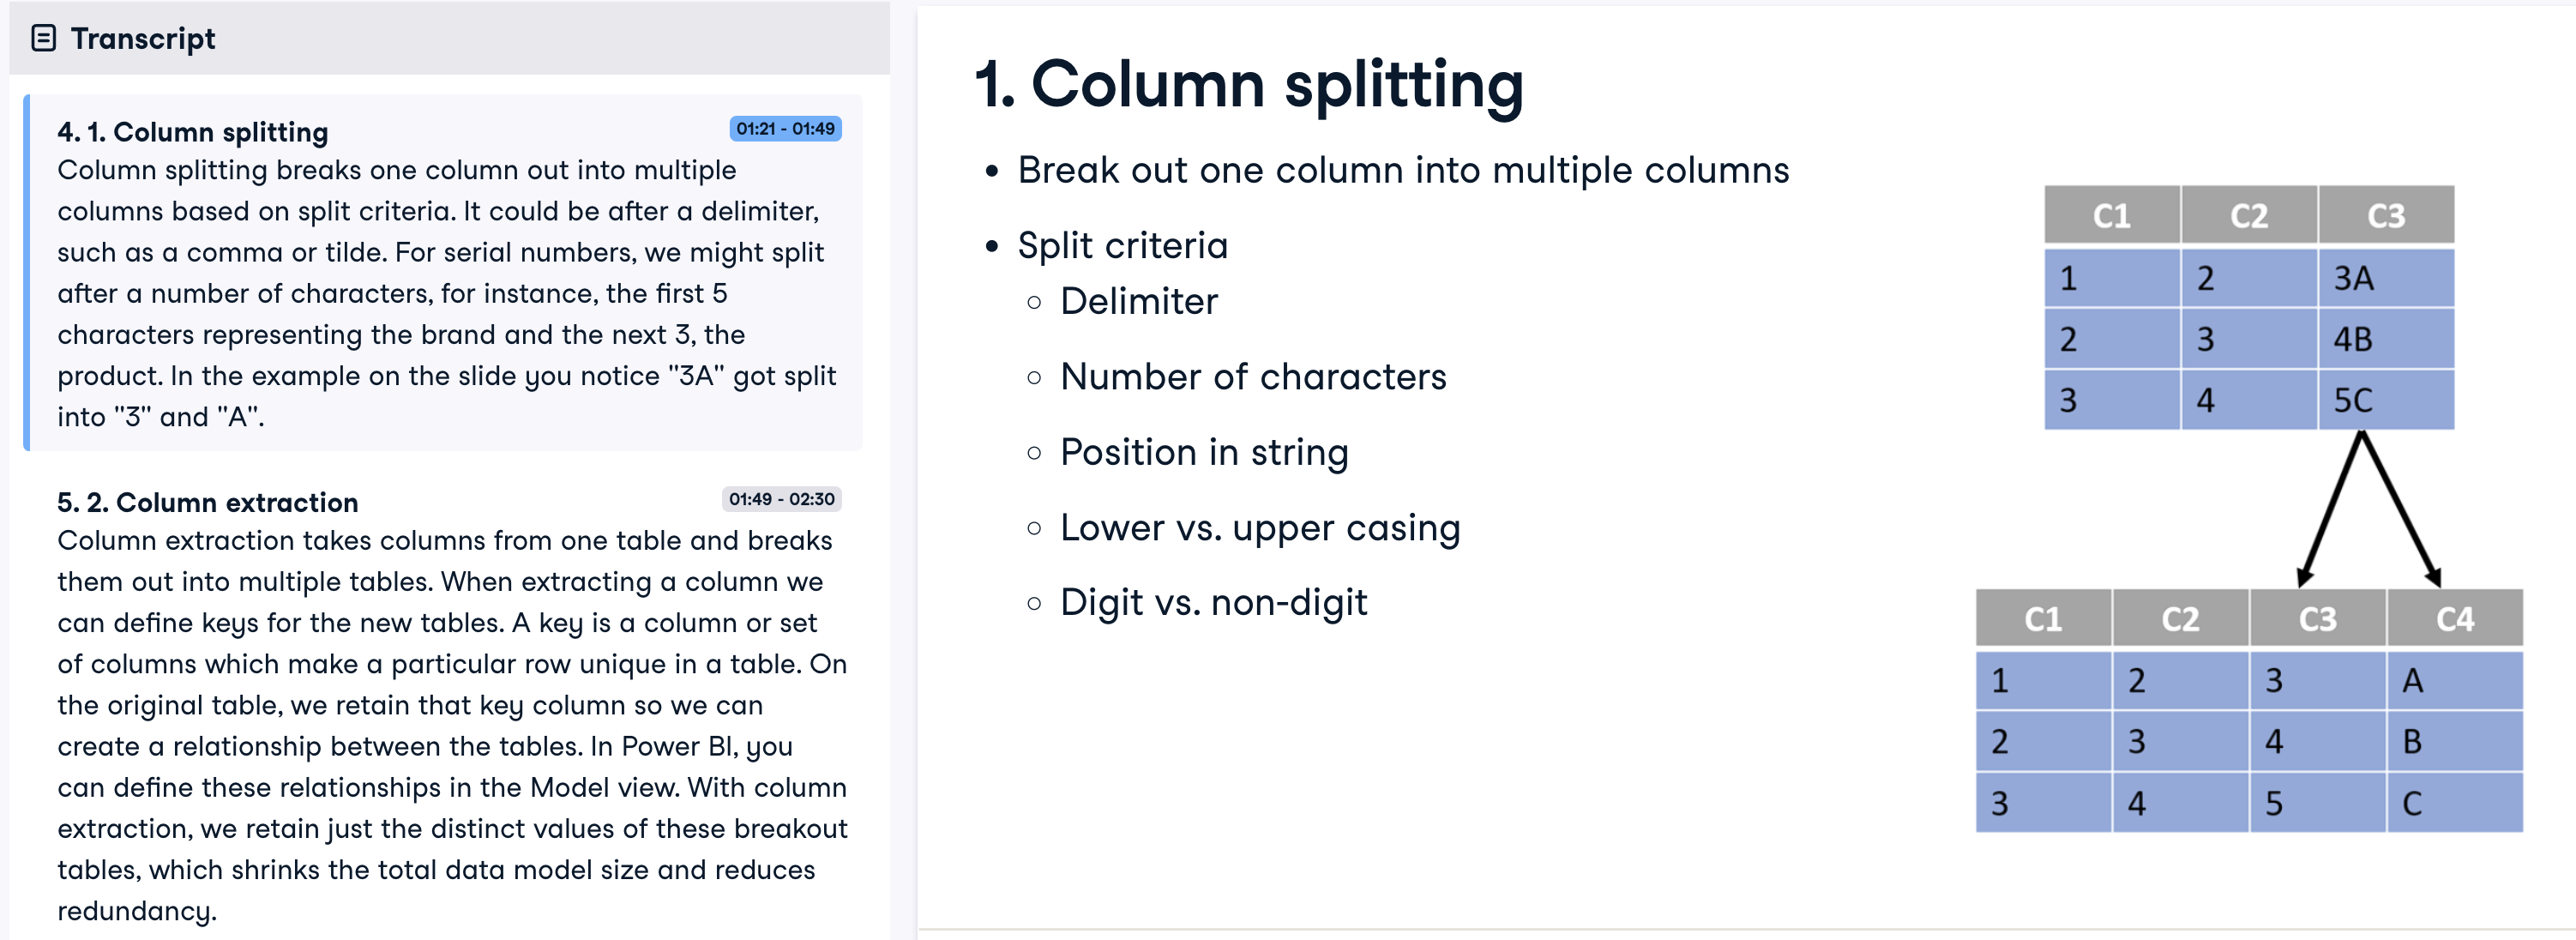 Transcript
4. 1. Column splitting
01:21 - 01:49
Column splitting breaks one column out into multiple
columns based on split criteria. It could be after a delimiter,
such as a comma or tilde. For serial numbers, we might split
after a number of characters, for instance, the first 5
characters representing the brand and the next 3, the
product. In the example on the slide you notice "3A" got split
into "3" and "A".
5. 2. Column extraction
01:49 - 02:30
Column extraction takes columns from one table and breaks
them out into multiple tables. When extracting a column we
can define keys for the new tables. A key is a column or set
of columns which make a particular row unique in a table. On
the original table, we retain that key column so we can
create a relationship between the tables. In Power BI, you
can define these relationships in the Model view. With column
extraction, we retain just the distinct values of these breakout
tables, which shrinks the total data model size and reduces
redundancy.
1. Column splitting
• Break out one column into multiple columns
• Split criteria
○ Delimiter
○ Number of characters
○ Position in string
○ Lower vs. upper casing
○ Digit vs. non-digit
C1 C2 C3
1 2 3A
2 3 4B
3 4 5C
C1 C2 C3 C4
1 2 3 A
2 3 4 B
3 4 5 C